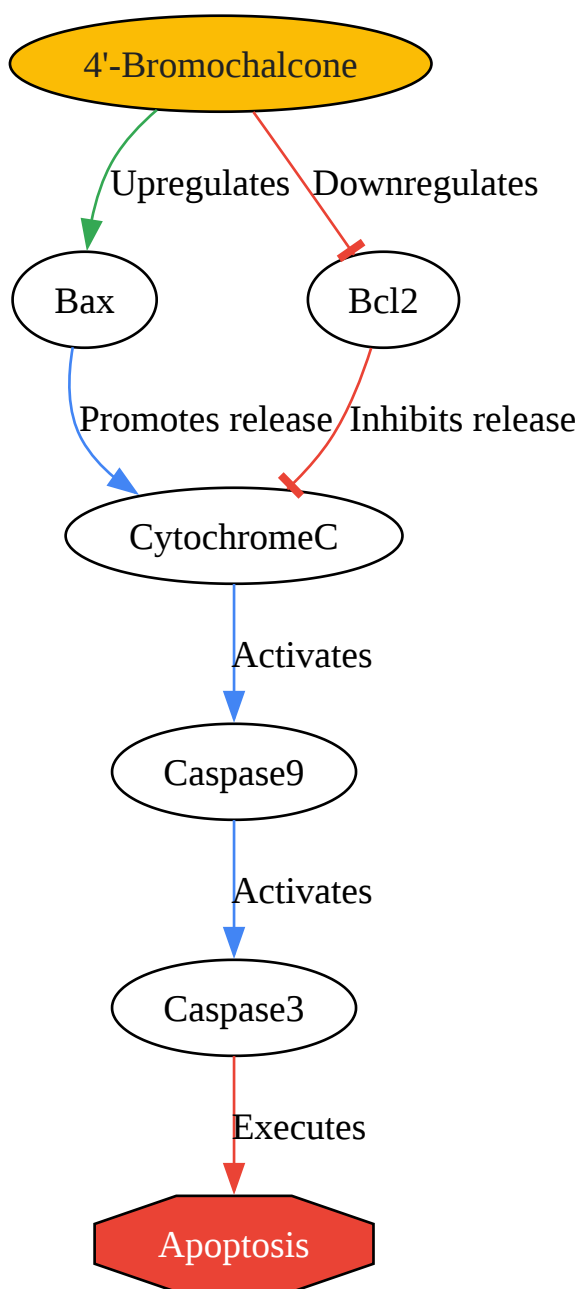 4'-Bromochalcone
Upregulates
Downregulates
Bax
Bcl2
Promotes release
Inhibits release
CytochromeC
Activates
Caspase9
Activates
Caspase3
Executes
Apoptosis